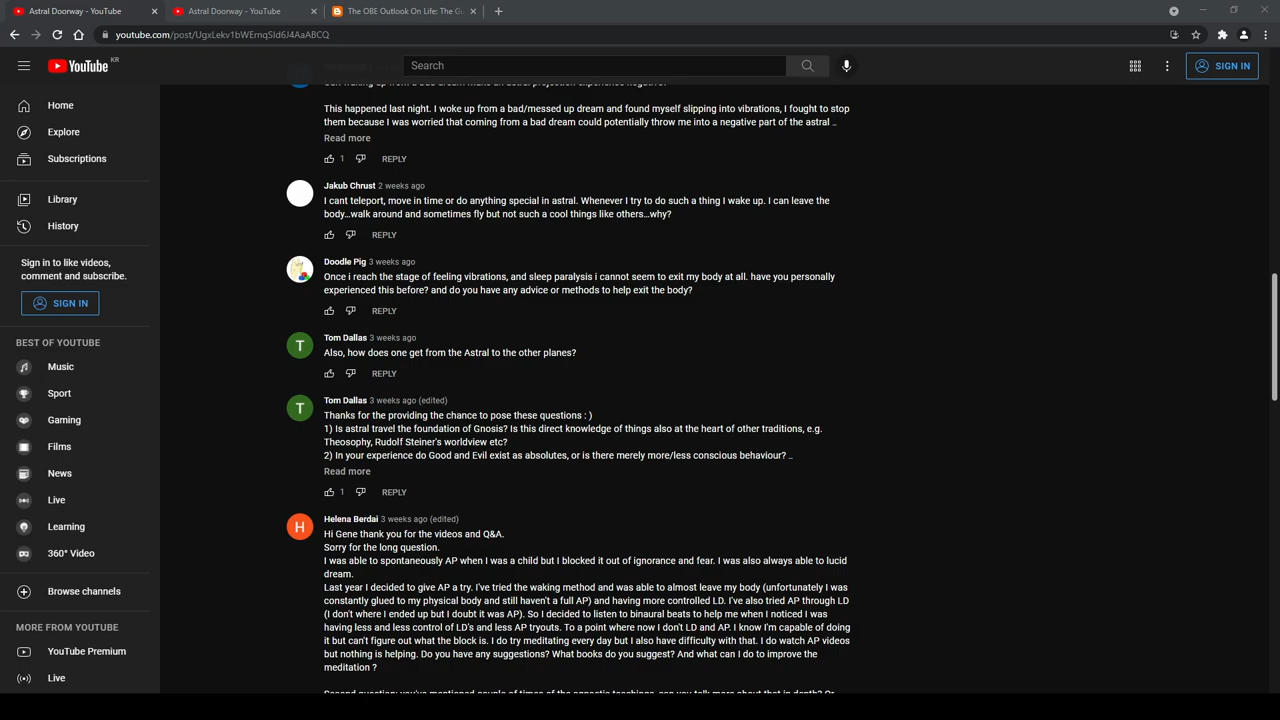 Astral Doorway - YouTube
Astral Doorway - YouTube
The OBE Outlook On Life: The G
youtube.com/post/UgxLekv1bWEmqSld6J4AaABCQ
YouTube KR
Search
SIGN IN
Home
Explore
Subscriptions
Library
History
Sign in to like videos,
comment and subscribe.
SIGN IN
BEST OF YOUTUBE
Music
Sport
Gaming
Films
News
Live
Learning
360° Video
Browse channels
MORE FROM YOUTUBE
YouTube Premium
Live
This happened last night. I woke up from a bad/messed up dream and found myself slipping into vibrations, I fought to stop
them because I was worried that coming from a bad dream could potentially throw me into a negative part of the astral ..
Read more
1 REPLY
Jakub Chrust 2 weeks ago
I cant teleport, move in time or do anything special in astral. Whenever I try to do such a thing I wake up. I can leave the
body…walk around and sometimes fly but not such a cool things like others…why?
REPLY
Doodle Pig 3 weeks ago
Once i reach the stage of feeling vibrations, and sleep paralysis i cannot seem to exit my body at all. have you personally
experienced this before? and do you have any advice or methods to help exit the body?
REPLY
T
Tom Dallas 3 weeks ago
Also, how does one get from the Astral to the other planes?
REPLY
T
Tom Dallas 3 weeks ago (edited)
Thanks for the providing the chance to pose these questions : )
1) Is astral travel the foundation of Gnosis? Is this direct knowledge of things also at the heart of other traditions, e.g.
Theosophy, Rudolf Steiner's worldview etc?
2) In your experience do Good and Evil exist as absolutes, or is there merely more/less conscious behaviour? ..
Read more
1 REPLY
H
Helena Berdai 3 weeks ago (edited)
Hi Gene thank you for the videos and Q&A.
Sorry for the long question.
I was able to spontaneously AP when I was a child but I blocked it out of ignorance and fear. I was also always able to lucid
dream.
Last year I decided to give AP a try. I've tried the waking method and was able to almost leave my body (unfortunately I was
constantly glued to my physical body and still haven't a full AP) and having more controlled LD. I've also tried AP through LD
(I don't where I ended up but I doubt it was AP). So I decided to listen to binaural beats to help me when I noticed I was
having less and less control of LD's and less AP tryouts. To a point where now I don't LD and AP. I know I'm capable of doing
it but can't figure out what the block is. I do try meditating every day but I also have difficulty with that. I do watch AP videos
but nothing is helping. Do you have any suggestions? What books do you suggest? And what can I do to improve the
meditation ?